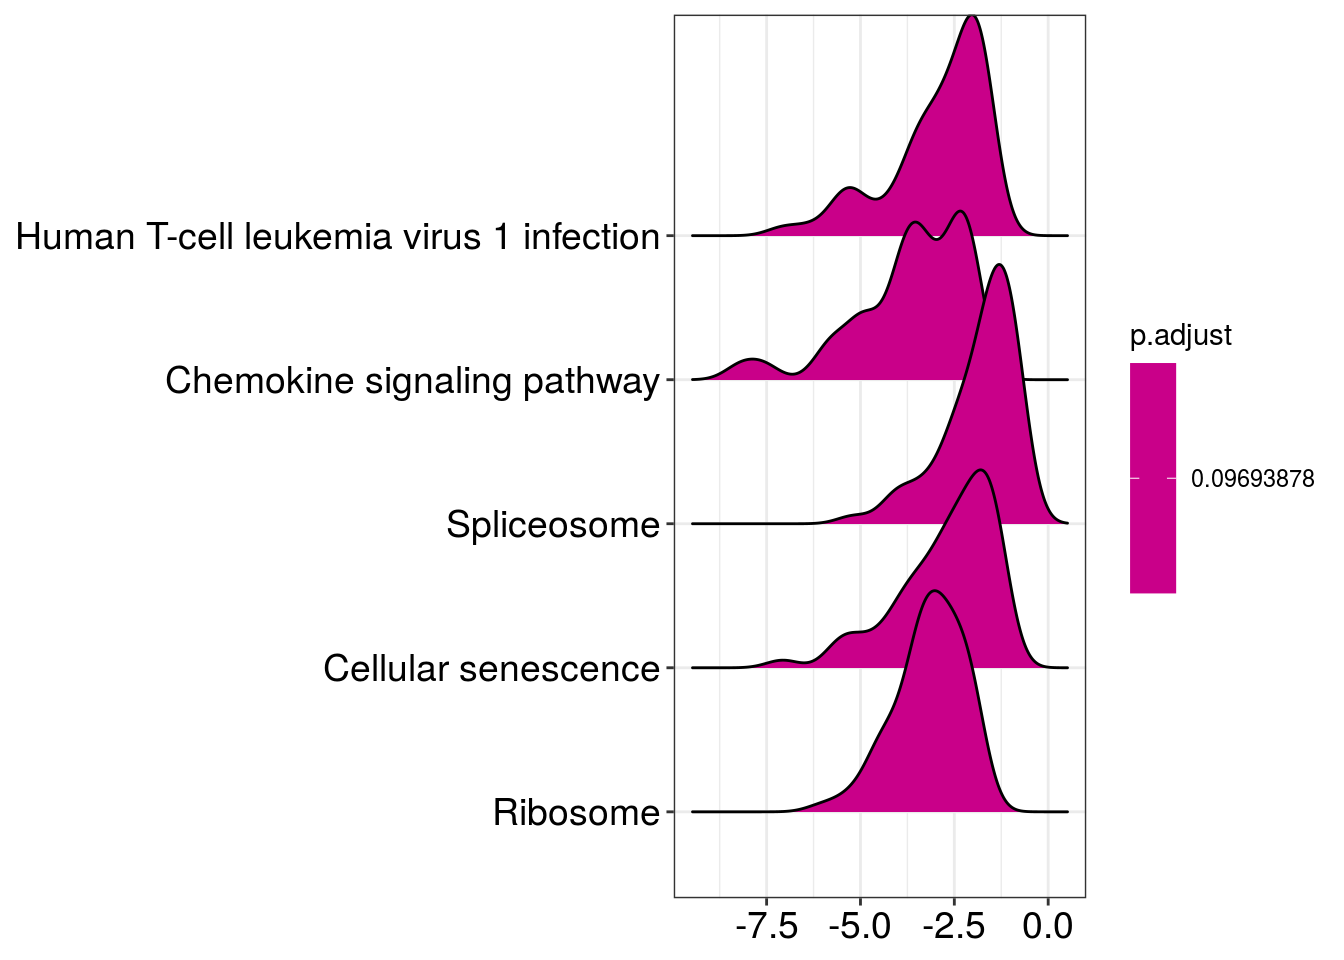 Human T-cell leukemia virus 1 infection
Chemokine signaling pathway
Spliceosome
Cellular senescence
Ribosome
-7.5 -5.0 -2.5 0.0
p.adjust
0.09693878